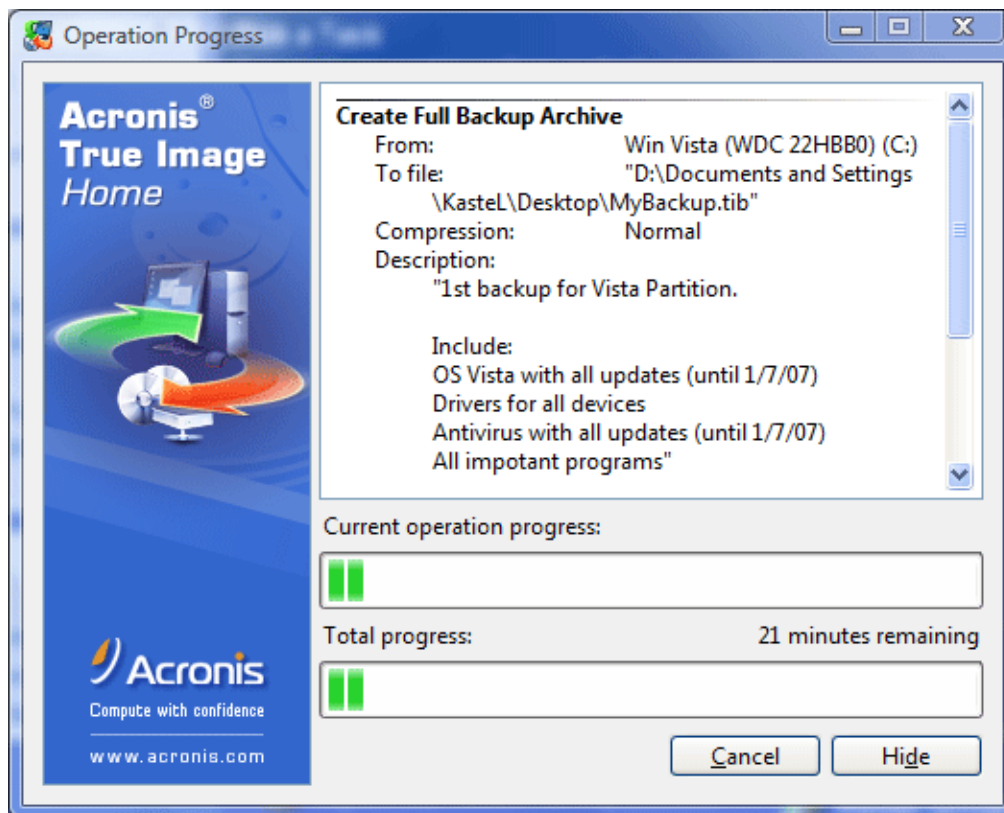 Operation Progress
Acronis®
True Image
Home
Create Full Backup Archive
From: Win Vista (WDC 22HBB0) (C:)
To file: "D:\Documents and Settings
\KasteL\Desktop\MyBackup.tib"
Compression: Normal
Description:
"1st backup for Vista Partition.
Include:
OS Vista with all updates (until 1/7/07)
Drivers for all devices
Antivirus with all updates (until 1/7/07)
All impotant programs"
Current operation progress:
Total progress: 21 minutes remaining
Acronis
Compute with confidence
www.acronis.com
Cancel Hide